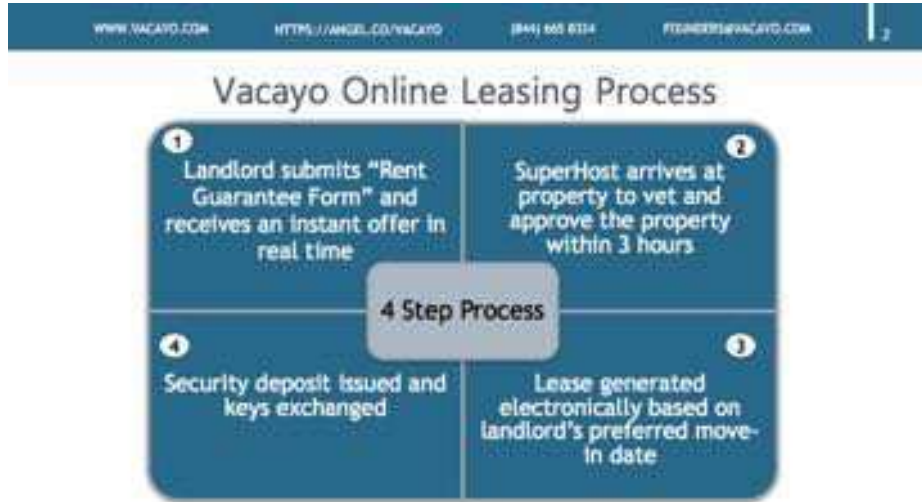 WWW.VACAYO.COM
HTTPS://ANGEL.CO/VACAYO
(844) 665 8334
FOUNDERS@VACAYO.COM
2
Vacayo Online Leasing Process
1
Landlord submits "Rent
Guarantee Form" and
receives an instant offer in
real time
2
SuperHost arrives at
property to vet and
approve the property
within 3 hours
4 Step Process
4
Security deposit issued and
keys exchanged
3
Lease generated
electronically based on
landlord's preferred move-
in date